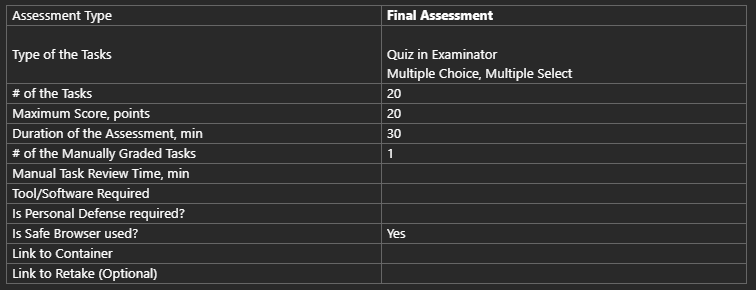 Assessment Type Final Assessment
Type of the Tasks Quiz in Examinator
Multiple Choice, Multiple Select
# of the Tasks 20
Maximum Score, points 20
Duration of the Assessment, min 30
# of the Manually Graded Tasks 1
Manual Task Review Time, min
Tool/Software Required
Is Personal Defense required?
Is Safe Browser used? Yes
Link to Container
Link to Retake (Optional)